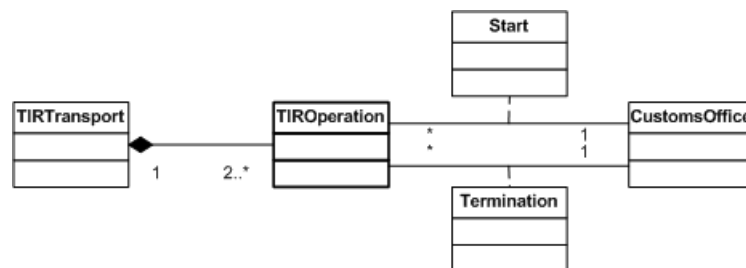 Start
TIRTransport
TIROperation
CustomsOffice
* 1
* 1
1 2..*
Termination